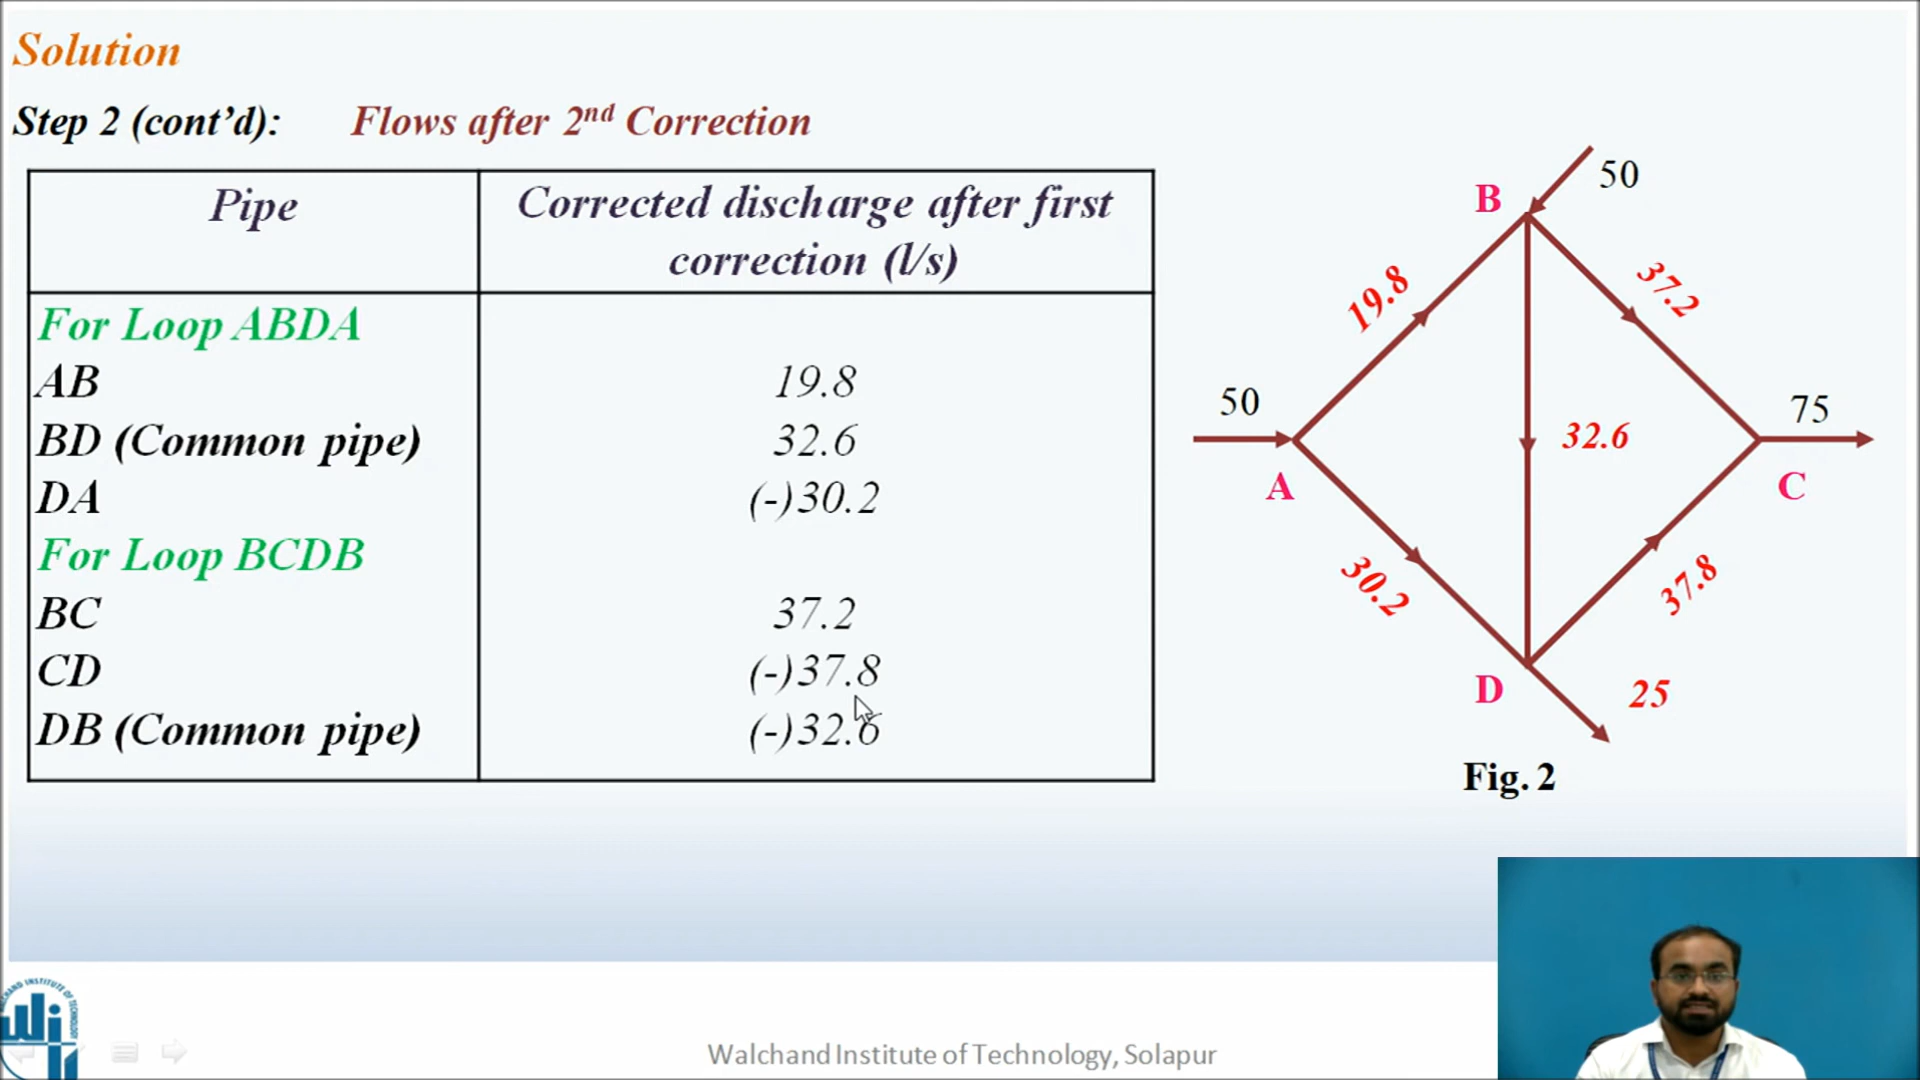 Solution
Step 2 (cont’d): Flows after 2nd Correction
Pipe
Corrected discharge after first
correction (l/s)
For Loop ABDA
AB 19.8
BD (Common pipe) 32.6
DA (-)30.2
For Loop BCDB
BC 37.2
CD (-)37.8
DB (Common pipe) (-)32.6
50
B
19.8
37.2
50
75
32.6
A
C
30.2
37.8
D
25
Fig. 2
Walchand Institute of Technology, Solapur